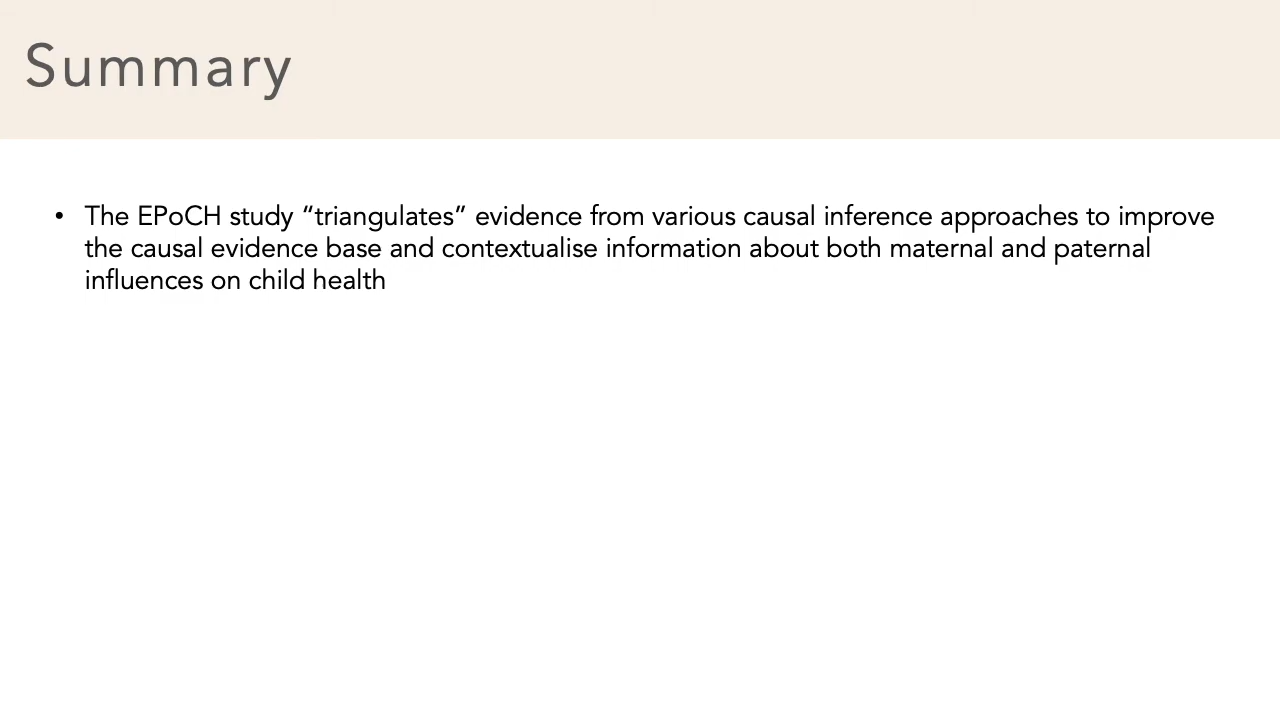 Summary
• The EPoCH study “triangulates” evidence from various causal inference approaches to improve
the causal evidence base and contextualise information about both maternal and paternal
influences on child health